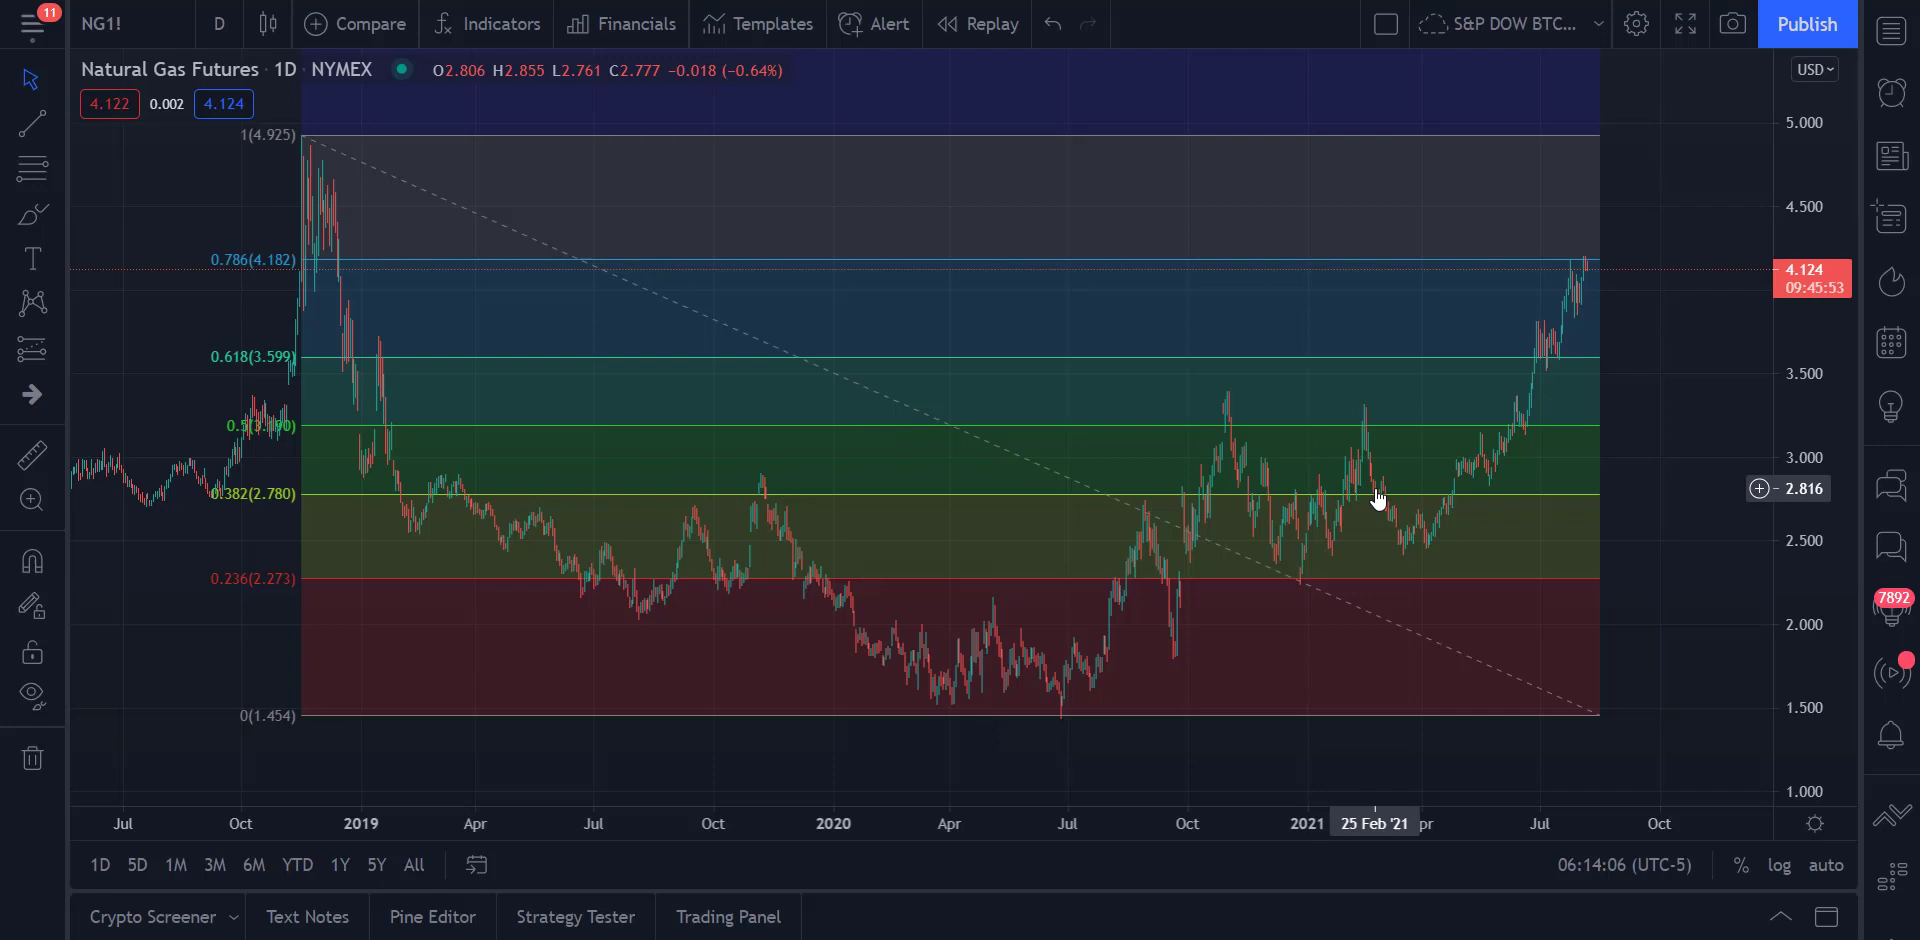 11
NG1!
D
Compare
Indicators
Financials
Templates
Alert
Replay
S&P DOW BTC...
Publish
Natural Gas Futures · 1D · NYMEX
O2.806 H2.855 L2.761 C2.777 −0.018 (−0.64%)
USD
4.122 0.002 4.124
1(4.925)
0.786(4.182)
0.618(3.599)
0.5(3.190)
0.382(2.780)
0.236(2.273)
0(1.454)
5.000
4.500
4.124
09:45:53
3.500
3.000
2.816
2.500
2.000
1.500
1.000
7892
Jul Oct 2019 Apr Jul Oct 2020 Apr Jul Oct 2021 25 Feb '21 pr Jul Oct
1D 5D 1M 3M 6M YTD 1Y 5Y All
06:14:06 (UTC-5) % log auto
Crypto Screener Text Notes Pine Editor Strategy Tester Trading Panel